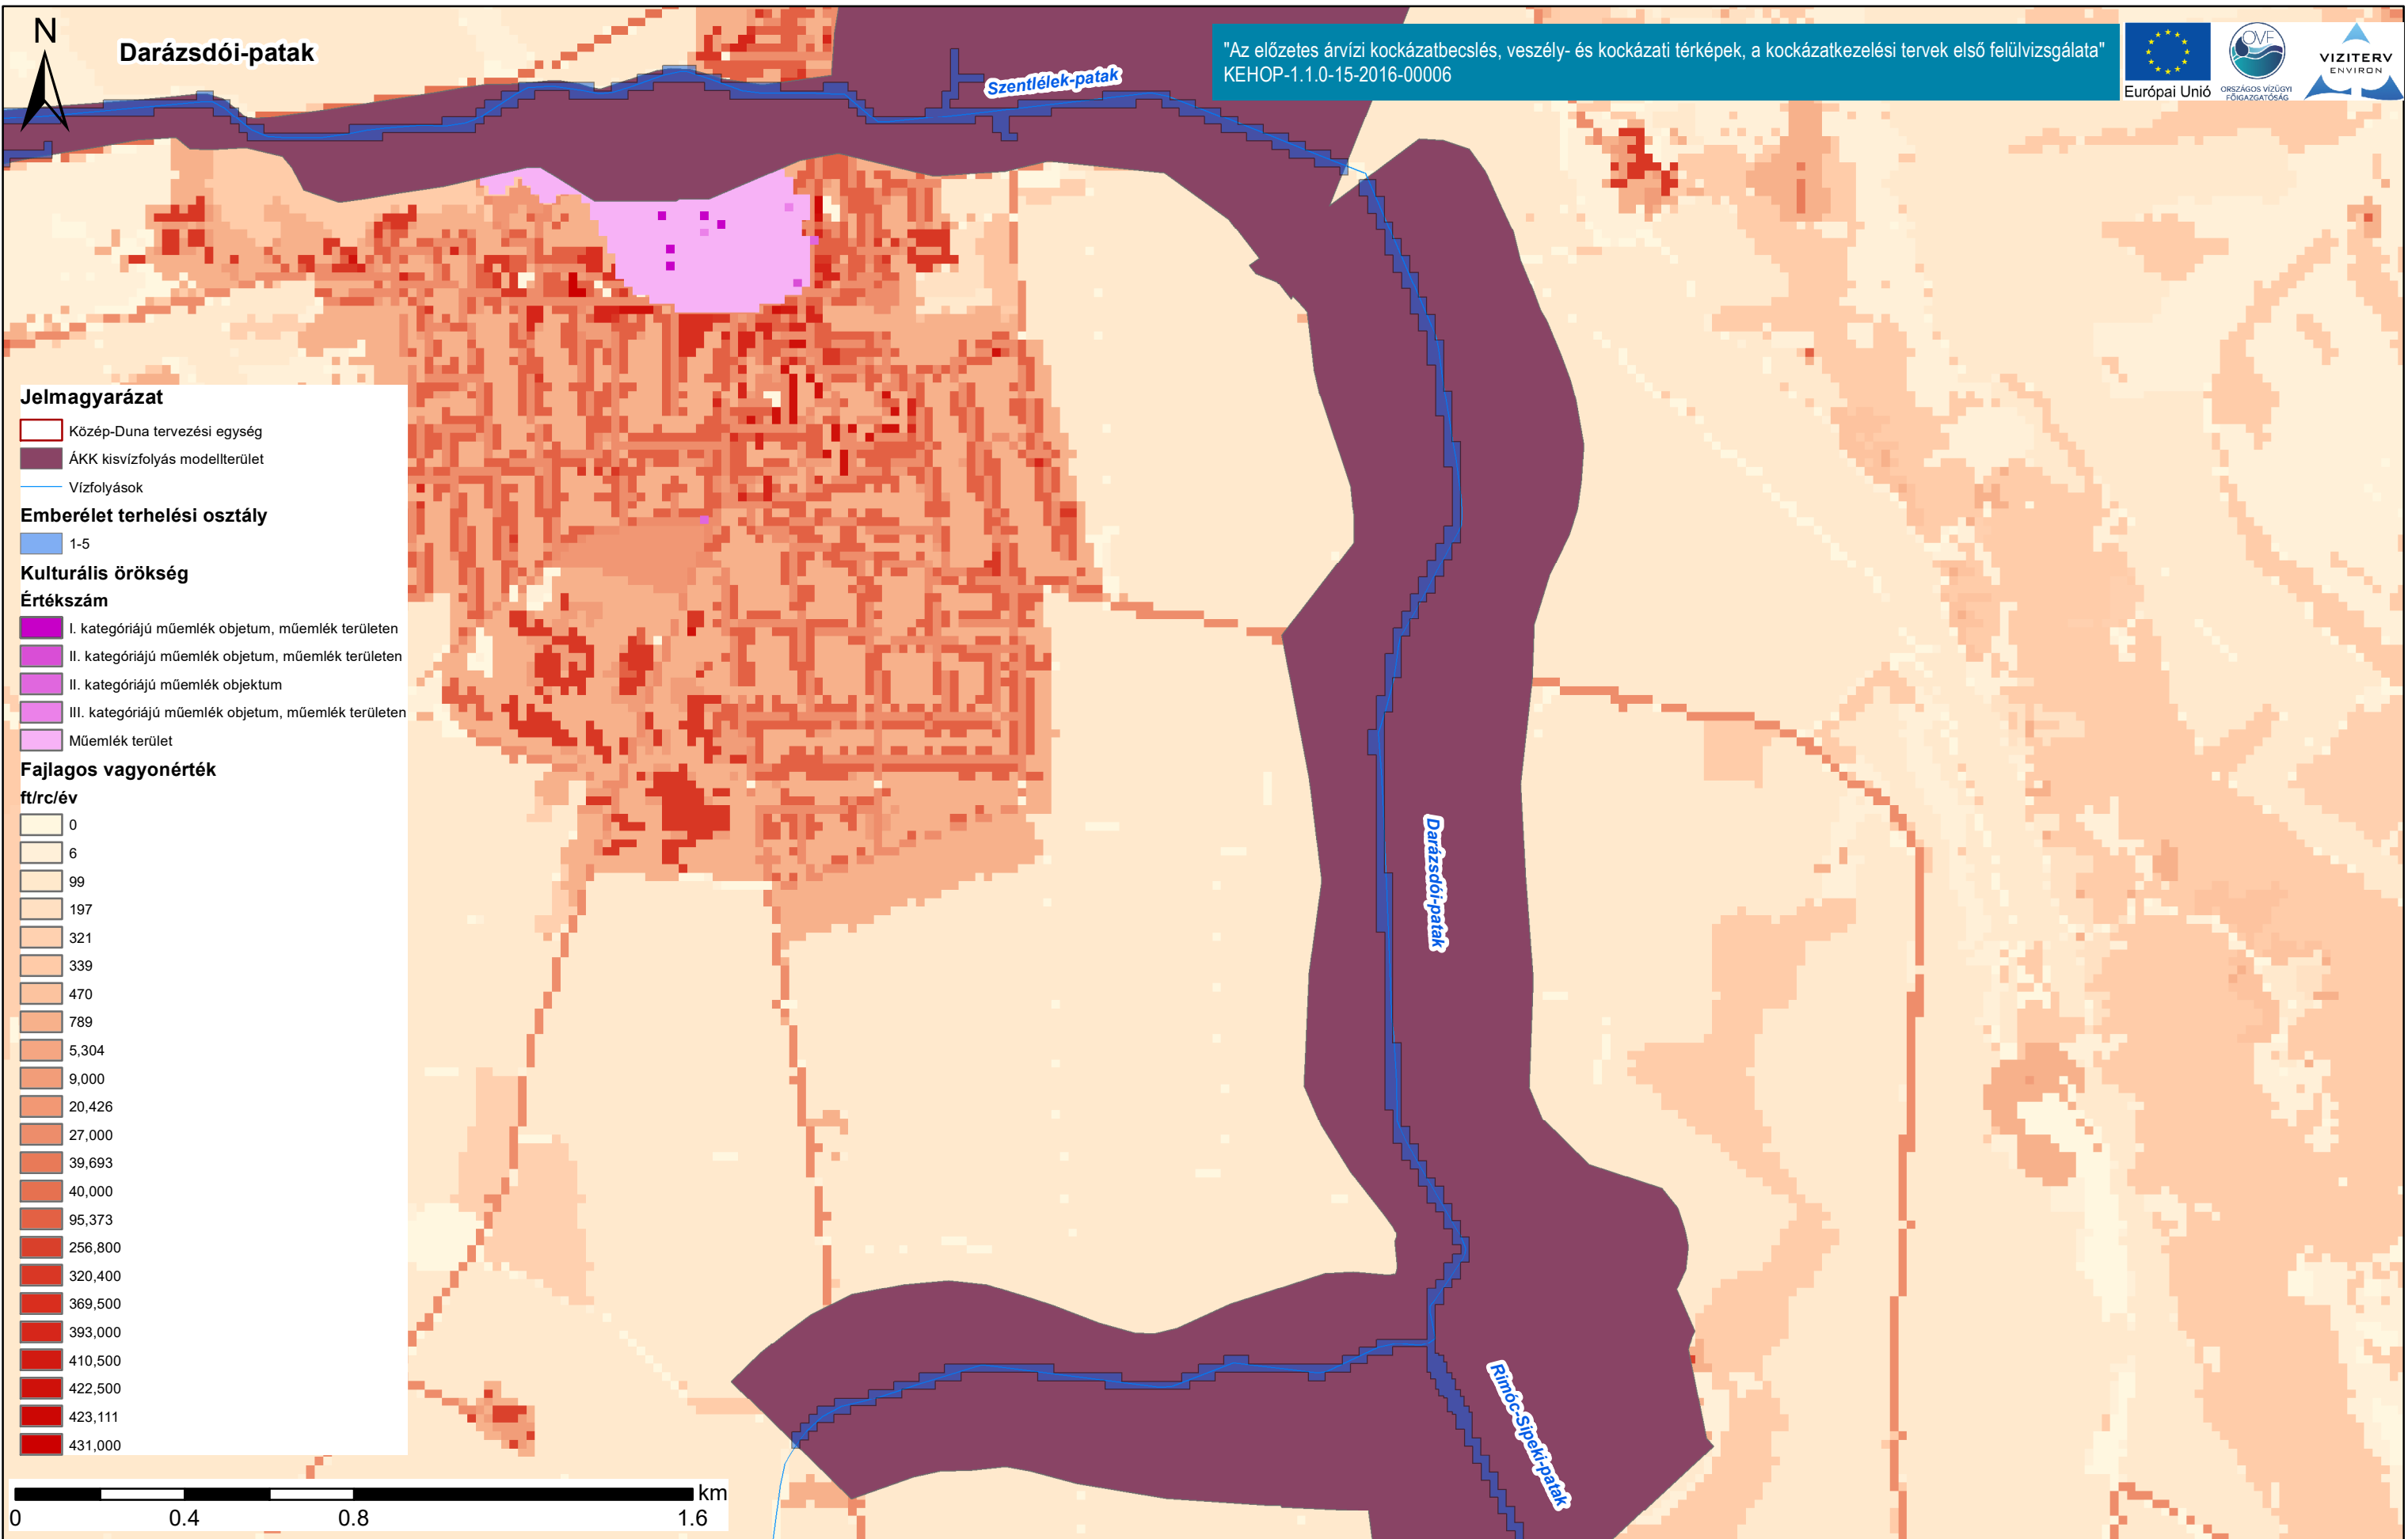 N
Darázsdói-patak
"Az előzetes árvízi kockázatbecslés, veszély- és kockázati térképek, a kockázatkezelési tervek első felülvizsgálata"
KEHOP-1.1.0-15-2016-00006
Európai Unió
OVF
ORSZÁGOS VÍZÜGYI
FŐIGAZGATÓSÁG
VIZITERV
ENVIRON
Szentlélek-patak
Jelmagyarázat
Közép-Duna tervezési egység
ÁKK kisvízfolyás modellterület
Vízfolyások
Emberélet terhelési osztály
1-5
Kulturális örökség
Értékszám
I. kategóriájú műemlék objetum, műemlék területen
II. kategóriájú műemlék objetum, műemlék területen
II. kategóriájú műemlék objektum
III. kategóriájú műemlék objetum, műemlék területen
Műemlék terület
Fajlagos vagyonérték
ft/rc/év
0
6
99
197
321
339
470
789
5,304
9,000
20,426
27,000
39,693
40,000
95,373
256,800
320,400
369,500
393,000
410,500
422,500
423,111
431,000
Darázsdói-patak
Rimóc-Sipeki-patak
km
0 0.4 0.8 1.6